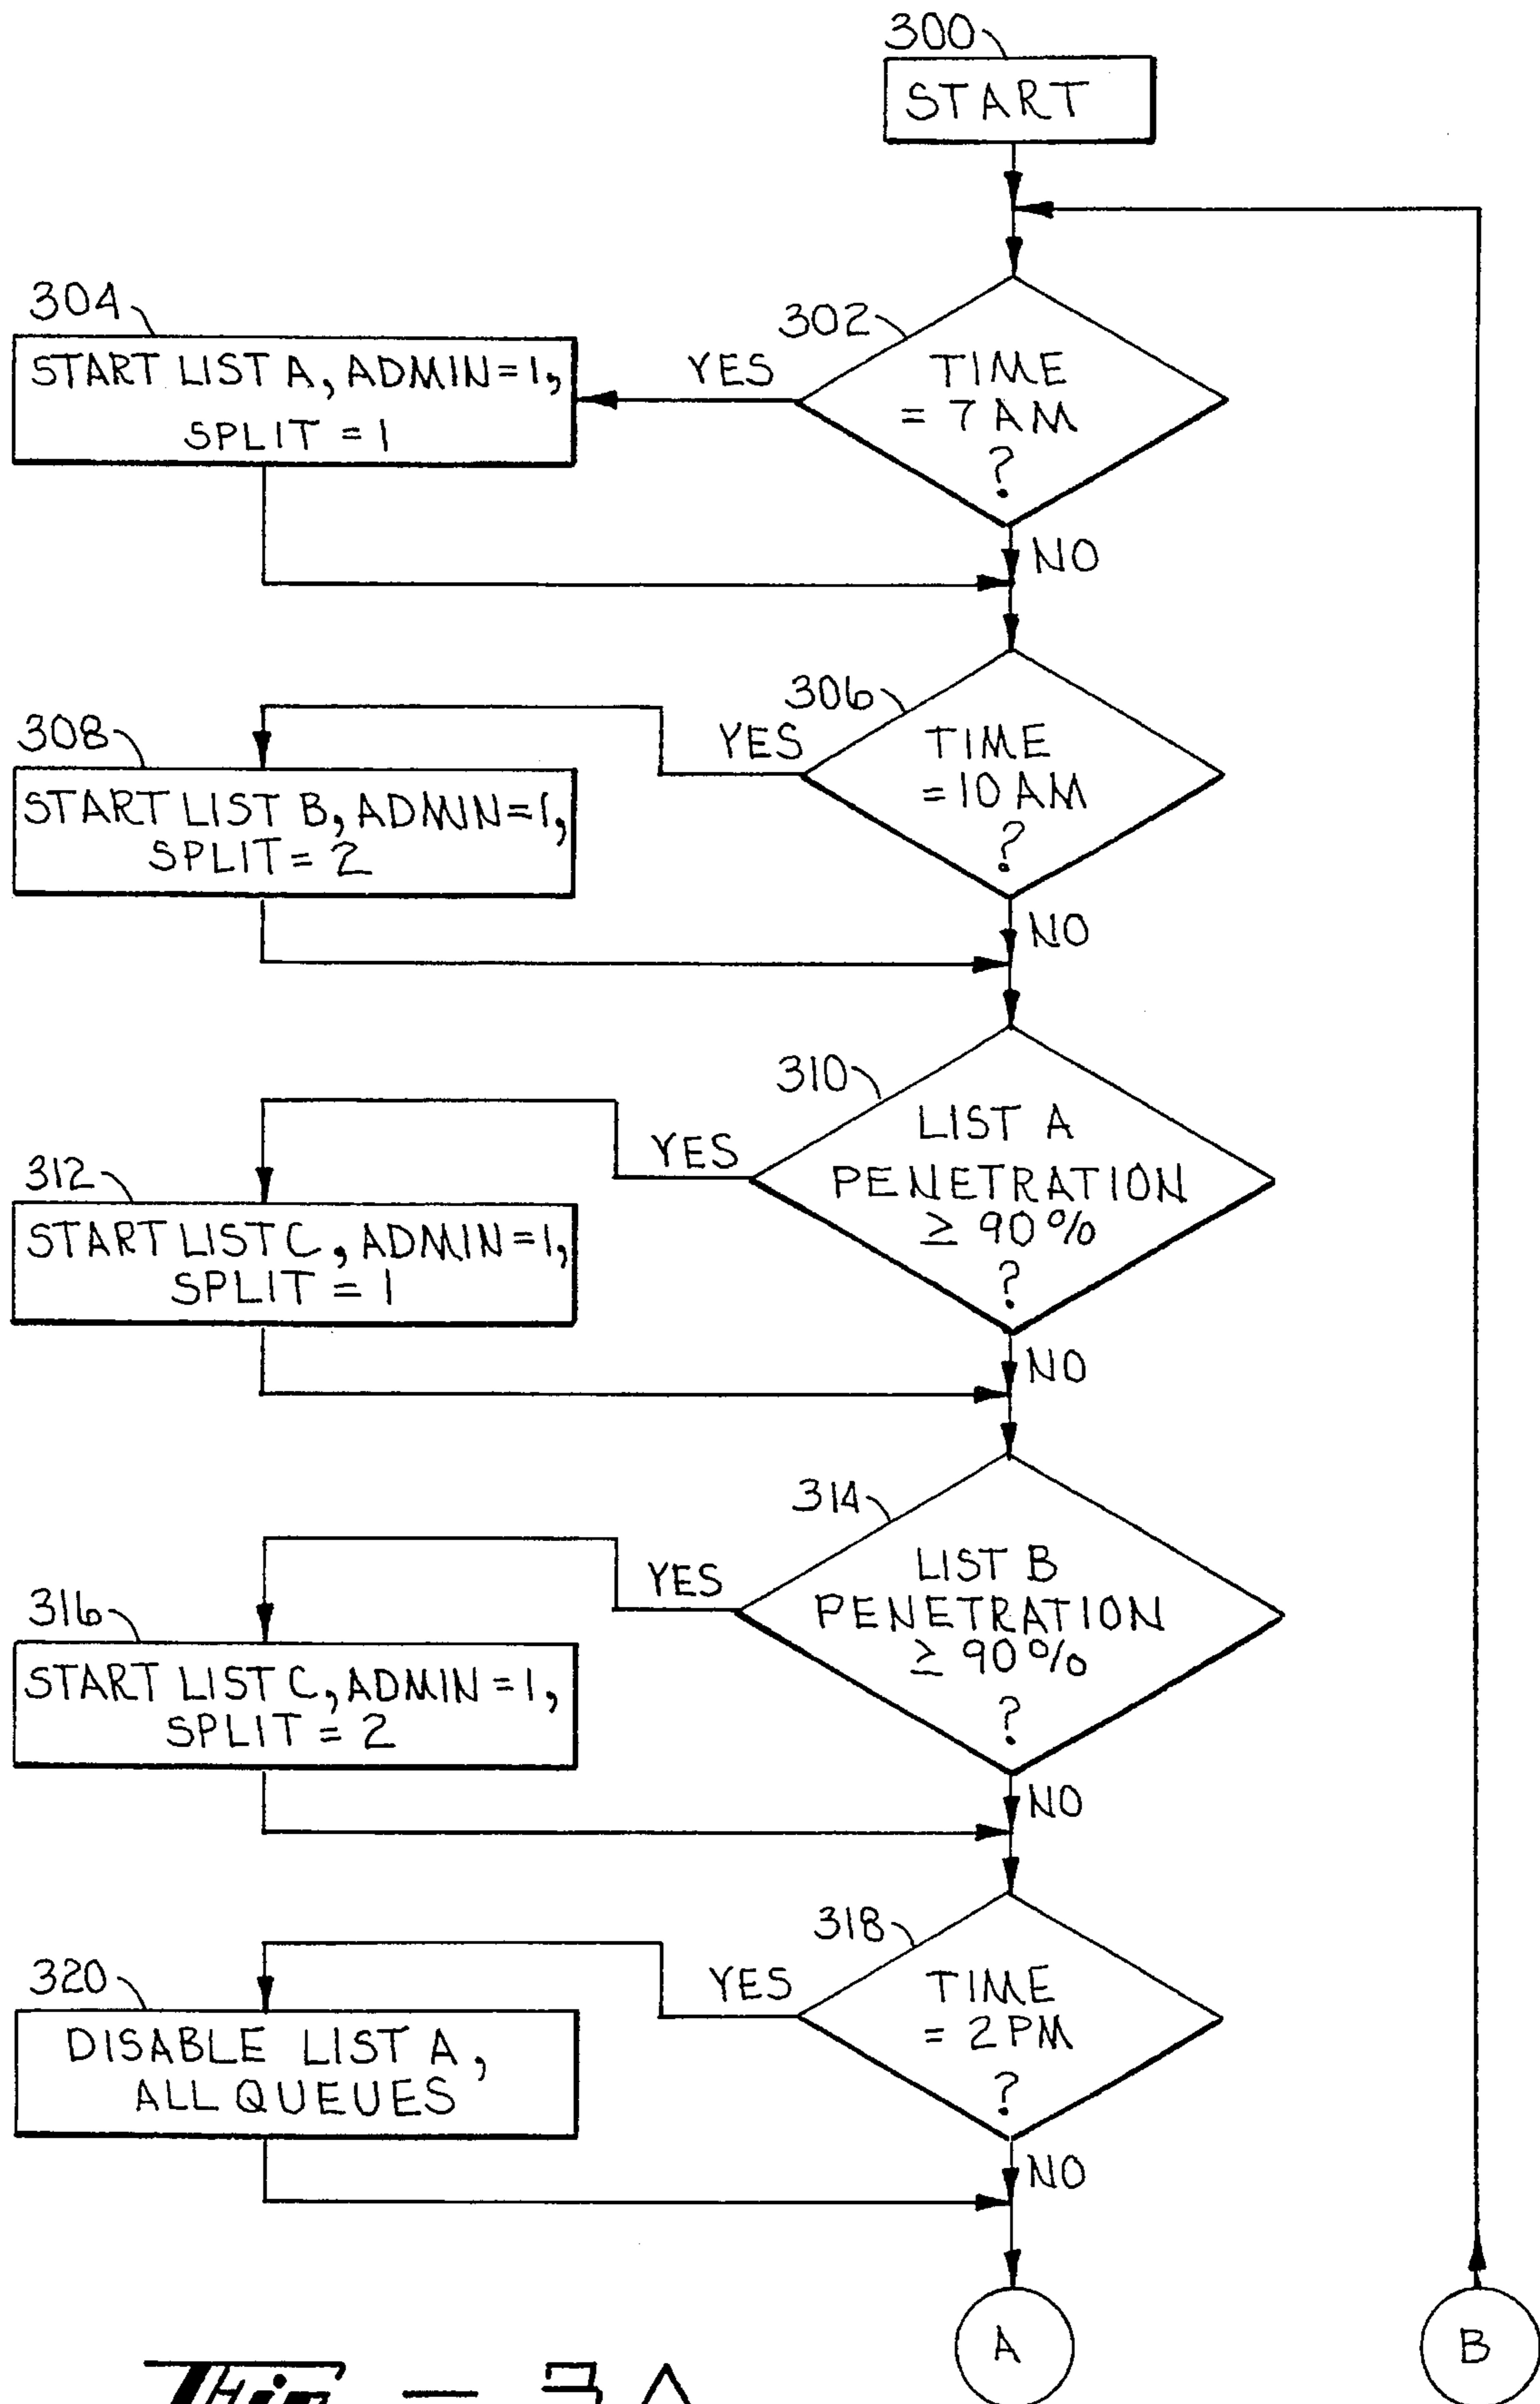 300
START
302
TIME
= 7 AM
?
YES
NO
304
START LIST A, ADMIN=1,
SPLIT = 1
306
TIME
=10 AM
?
YES
NO
308
START LIST B, ADMIN=1,
SPLIT = 2
310
LIST A
PENETRATION
≥ 90%
?
YES
NO
312
START LIST C, ADMIN=1,
SPLIT = 1
314
LIST B
PENETRATION
≥ 90%
?
YES
NO
316
START LIST C, ADMIN=1,
SPLIT = 2
318
TIME
= 2 PM
?
YES
NO
320
DISABLE LIST A,
ALL QUEUES
A
B